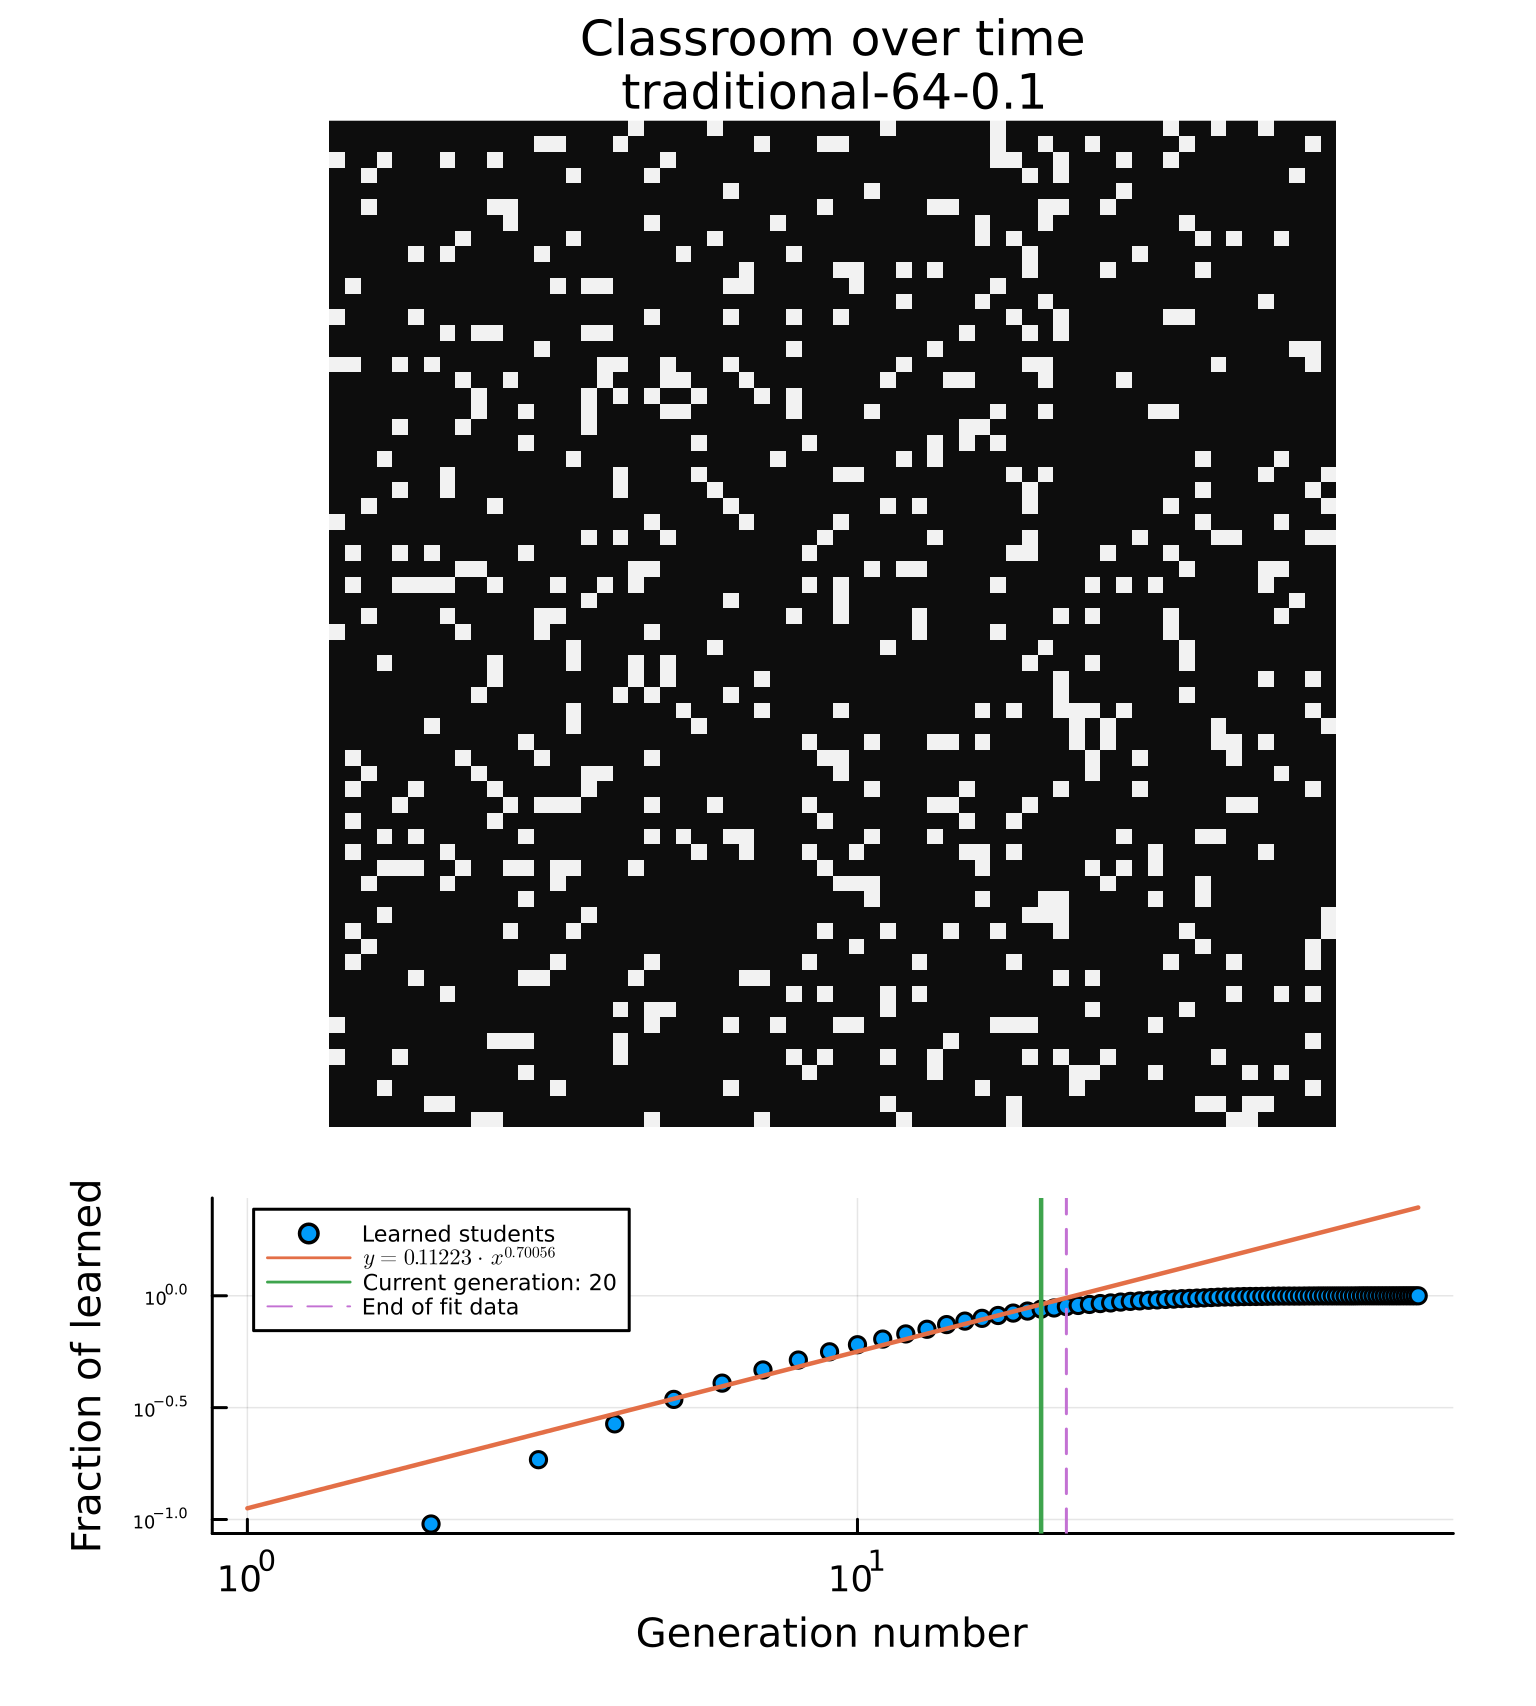 Classroom over time
traditional-64-0.1
Fraction of learned
Learned students
y = 0.11223 · x^0.70056
Current generation: 20
End of fit data
10^0.0
10^−0.5
10^−1.0
10^0
10^1
Generation number